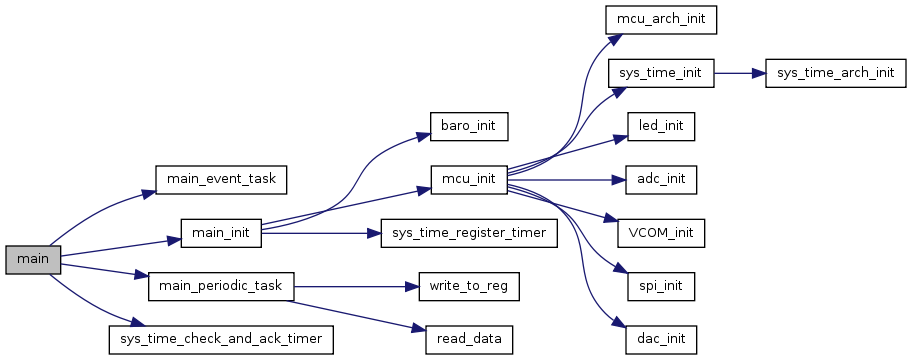 main
main_event_task
main_init
main_periodic_task
sys_time_check_and_ack_timer
baro_init
mcu_init
sys_time_register_timer
write_to_reg
read_data
mcu_arch_init
sys_time_init
led_init
adc_init
VCOM_init
spi_init
dac_init
sys_time_arch_init